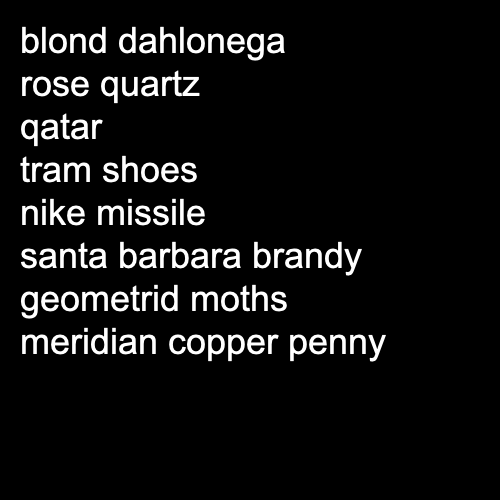 blond dahlonega
rose quartz
qatar
tram shoes
nike missile
santa barbara brandy
geometrid moths
meridian copper penny